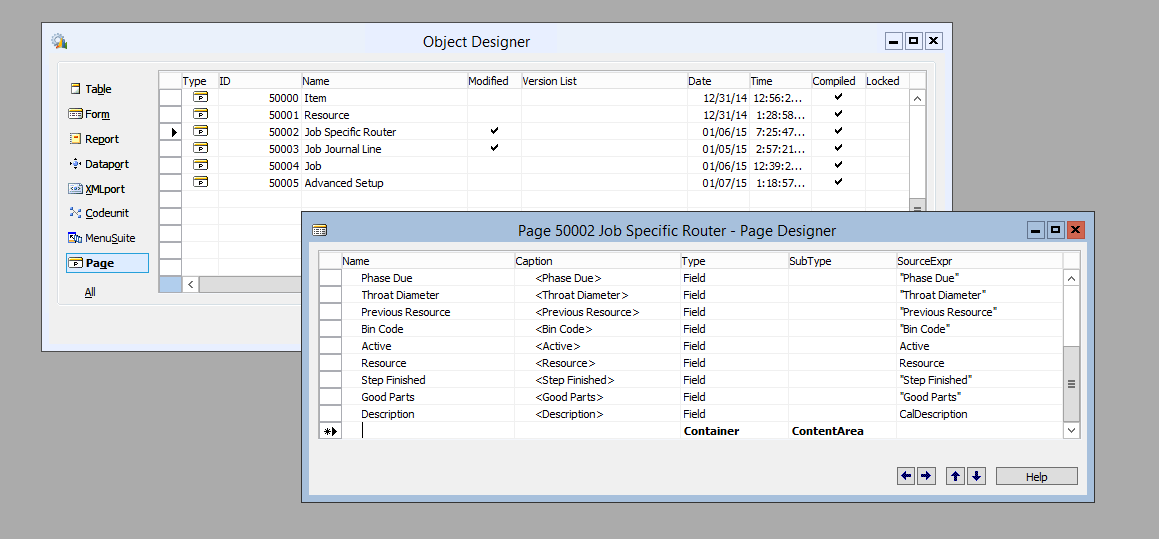 Object Designer
Type ID Name Modified Version List Date Time Compiled Locked
50000 Item 12/31/14 12:56:2...
50001 Resource 12/31/14 1:28:58...
50002 Job Specific Router 01/06/15 7:25:47...
50003 Job Journal Line 01/05/15 2:57:21...
50004 Job 01/06/15 12:39:2...
50005 Advanced Setup 01/07/15 1:18:57...
Table
Form
Report
Dataport
XMLport
Codeunit
MenuSuite
Page
All
Page 50002 Job Specific Router - Page Designer
Name Caption Type SubType SourceExpr
Phase Due <Phase Due> Field "Phase Due"
Throat Diameter <Throat Diameter> Field "Throat Diameter"
Previous Resource <Previous Resource> Field "Previous Resource"
Bin Code <Bin Code> Field "Bin Code"
Active <Active> Field Active
Resource <Resource> Field Resource
Step Finished <Step Finished> Field "Step Finished"
Good Parts <Good Parts> Field "Good Parts"
Description <Description> Field CalDescription
Container ContentArea
Help